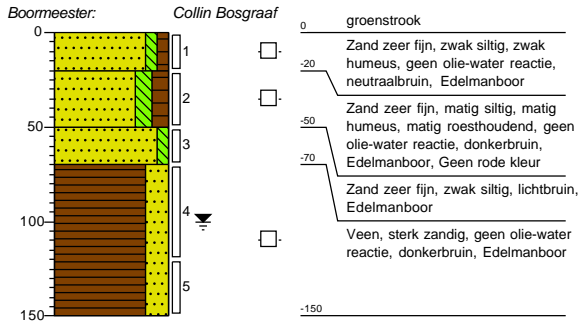 Boormeester: Collin Bosgraaf
0
50
100
150
1
2
3
4
5
0
groenstrook
Zand zeer fijn, zwak siltig, zwak
humeus, geen olie-water reactie,
neutraalbruin, Edelmanboor
-20
Zand zeer fijn, matig siltig, matig
humeus, matig roesthoudend, geen
olie-water reactie, donkerbruin,
Edelmanboor, Geen rode kleur
-50
Zand zeer fijn, zwak siltig, lichtbruin,
Edelmanboor
-70
Veen, sterk zandig, geen olie-water
reactie, donkerbruin, Edelmanboor
-150